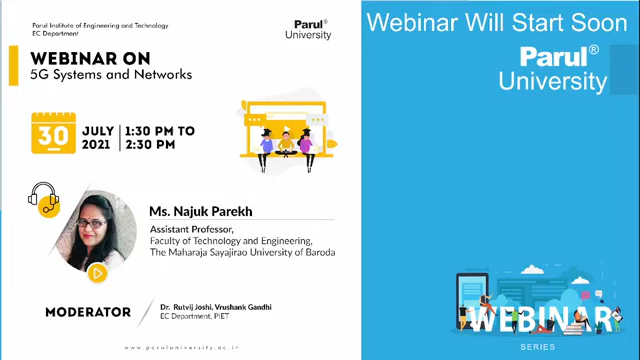 Parul Institute of Engineering and Technology
EC Department
Parul®
University
WEBINAR ON
5G Systems and Networks
30
JULY
2021
1:30 PM TO
2:30 PM
Ms. Najuk Parekh
Assistant Professor,
Faculty of Technology and Engineering,
The Maharaja Sayajirao University of Baroda
MODERATOR
Dr. Rutvij Joshi, Vrushank Gandhi
EC Department, PIET
www.paruluniversity.ac.in
Webinar Will Start Soon
Parul®
University
WEBINAR
SERIES